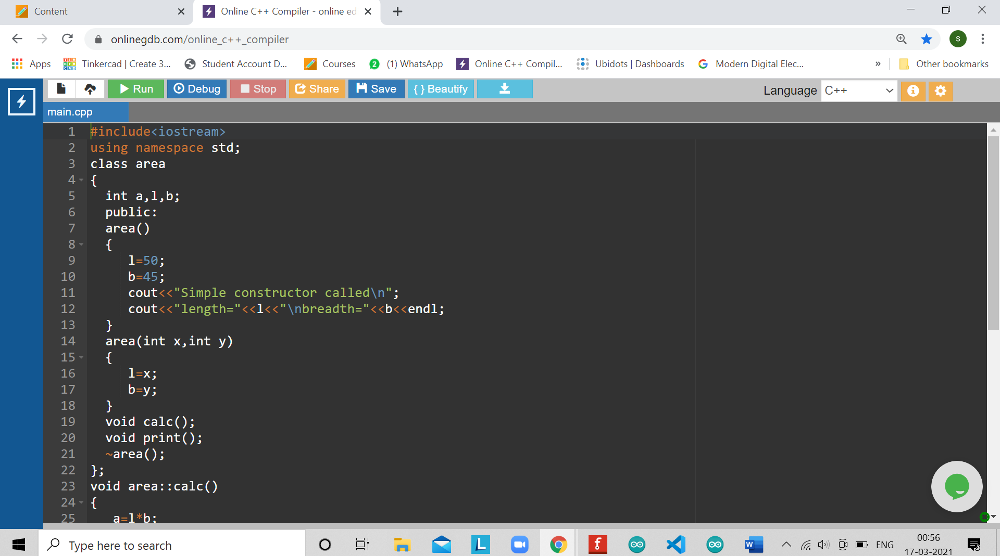 Content
Online C++ Compiler - online ed
onlinegdb.com/online_c++_compiler
S
Apps
Tinkercad | Create 3...
Student Account D...
Courses
2
(1) WhatsApp
Online C++ Compil...
Ubidots | Dashboards
Modern Digital Elec...
»
Other bookmarks
Run
Debug
Stop
Share
Save
{ } Beautify
Language
C++
main.cpp
1 #include<iostream>
2 using namespace std;
3 class area
4 {
5 int a,l,b;
6 public:
7 area()
8 {
9 l=50;
10 b=45;
11 cout<<"Simple constructor called\n";
12 cout<<"length="<<l<<"\nbreadth="<<b<<endl;
13 }
14 area(int x,int y)
15 {
16 l=x;
17 b=y;
18 }
19 void calc();
20 void print();
21 ~area();
22 };
23 void area::calc()
24 {
25 a=l*b;
Type here to search
L
f
W
ENG
00:56
17-03-2021